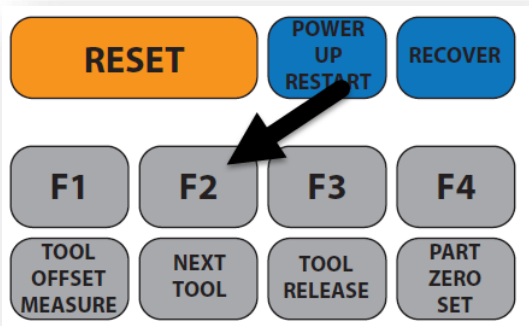 RESET
POWER
UP
RESTART
RECOVER
F1
F2
F3
F4
TOOL
OFFSET
MEASURE
NEXT
TOOL
TOOL
RELEASE
PART
ZERO
SET